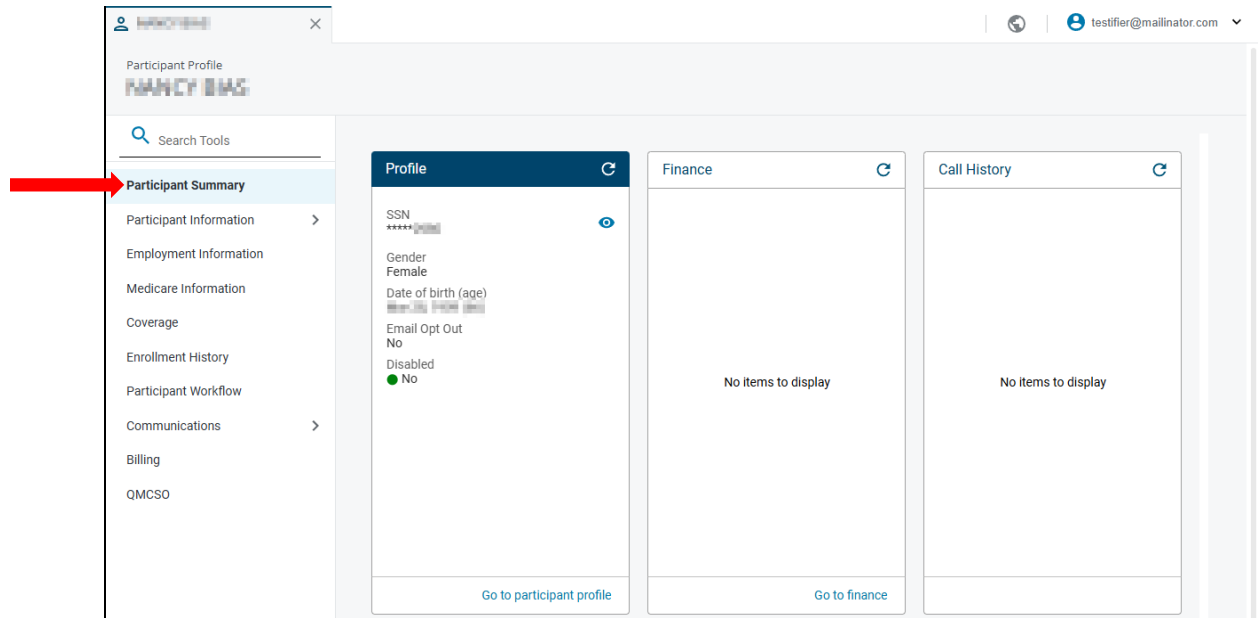 testifier@mailinator.com
Participant Profile
Search Tools
Participant Summary
Participant Information
Employment Information
Medicare Information
Coverage
Enrollment History
Participant Workflow
Communications
Billing
QMCSO
Profile
SSN
*****
Gender
Female
Date of birth (age)
Email Opt Out
No
Disabled
No
Go to participant profile
Finance
No items to display
Go to finance
Call History
No items to display